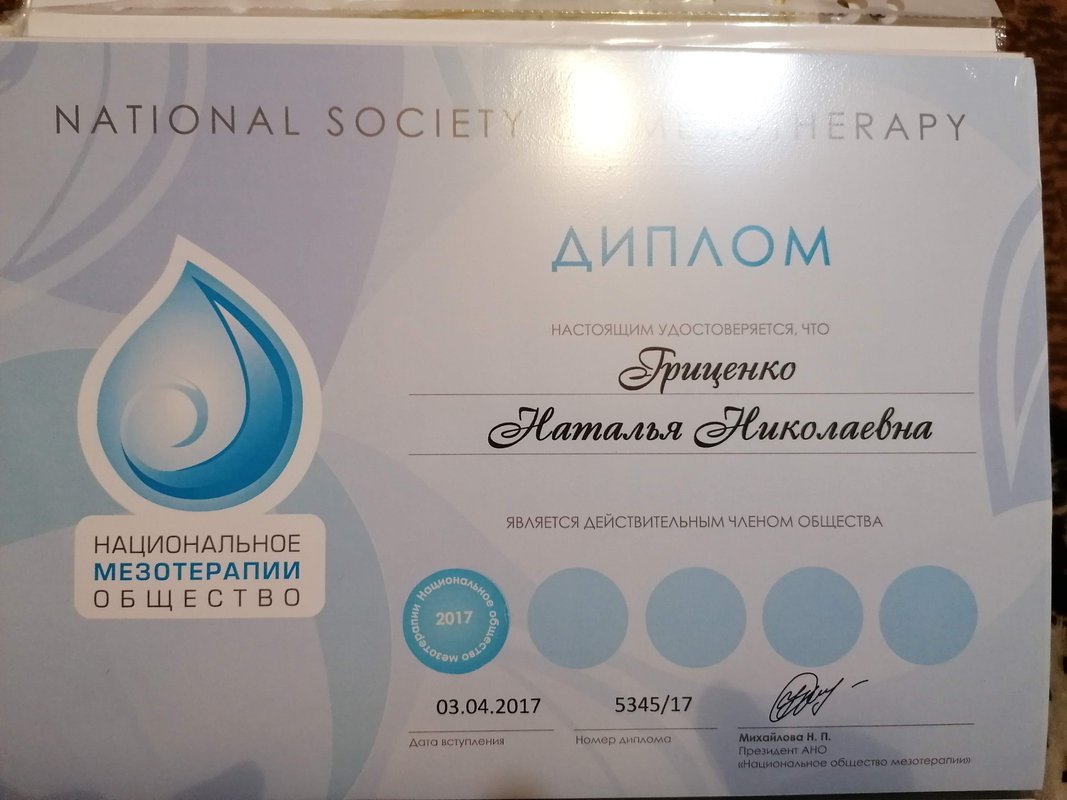 NATIONAL SOCIETY MESOTHERAPY
ДИПЛОМ
НАСТОЯЩИМ УДОСТОВЕРЯЕТСЯ, ЧТО
Гриценко
Наталья Николаевна
ЯВЛЯЕТСЯ ДЕЙСТВИТЕЛЬНЫМ ЧЛЕНОМ ОБЩЕСТВА
НАЦИОНАЛЬНОЕ
МЕЗОТЕРАПИИ
ОБЩЕСТВО
Национальное общество мезотерапии
2017
03.04.2017
Дата вступления
5345/17
Номер диплома
Михайлова Н. П.
Президент АНО
«Национальное общество мезотерапии»